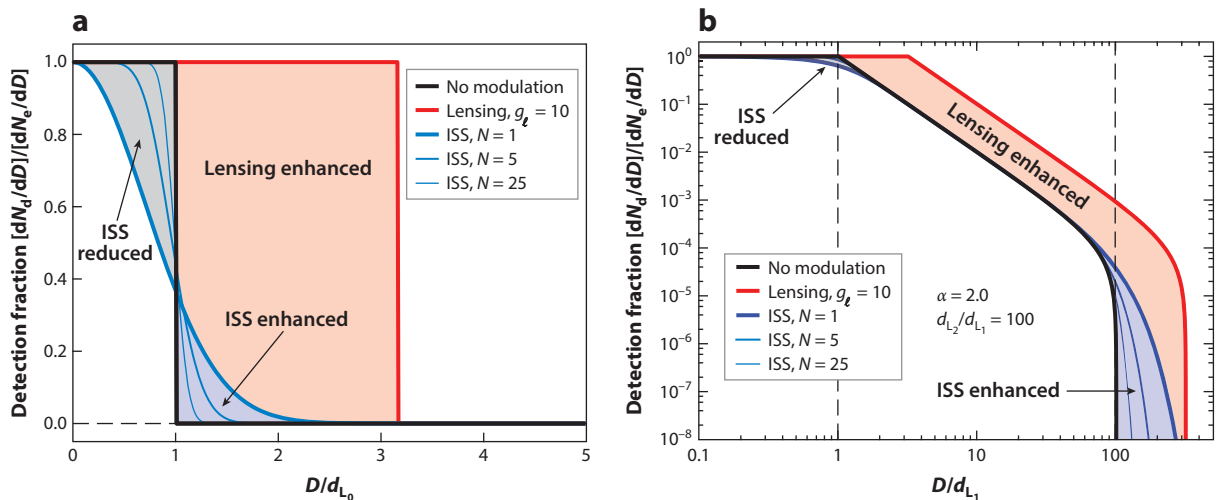 a
Detection fraction [dN_d/dD]/[dN_e/dD]
1.0
0.8
0.6
0.4
0.2
0.0
No modulation
Lensing, g_ℓ = 10
ISS, N = 1
ISS, N = 5
ISS, N = 25
Lensing enhanced
ISS
reduced
ISS enhanced
0
1
2
3
4
5
D/d_L₀
b
Detection fraction [dN_d/dD]/[dN_e/dD]
10⁰
10⁻¹
10⁻²
10⁻³
10⁻⁴
10⁻⁵
10⁻⁶
10⁻⁷
10⁻⁸
ISS
reduced
Lensing enhanced
No modulation
Lensing, g_ℓ = 10
ISS, N = 1
ISS, N = 5
ISS, N = 25
α = 2.0
d_L₂/d_L₁ = 100
ISS enhanced
0.1
1
10
100
D/d_L₁